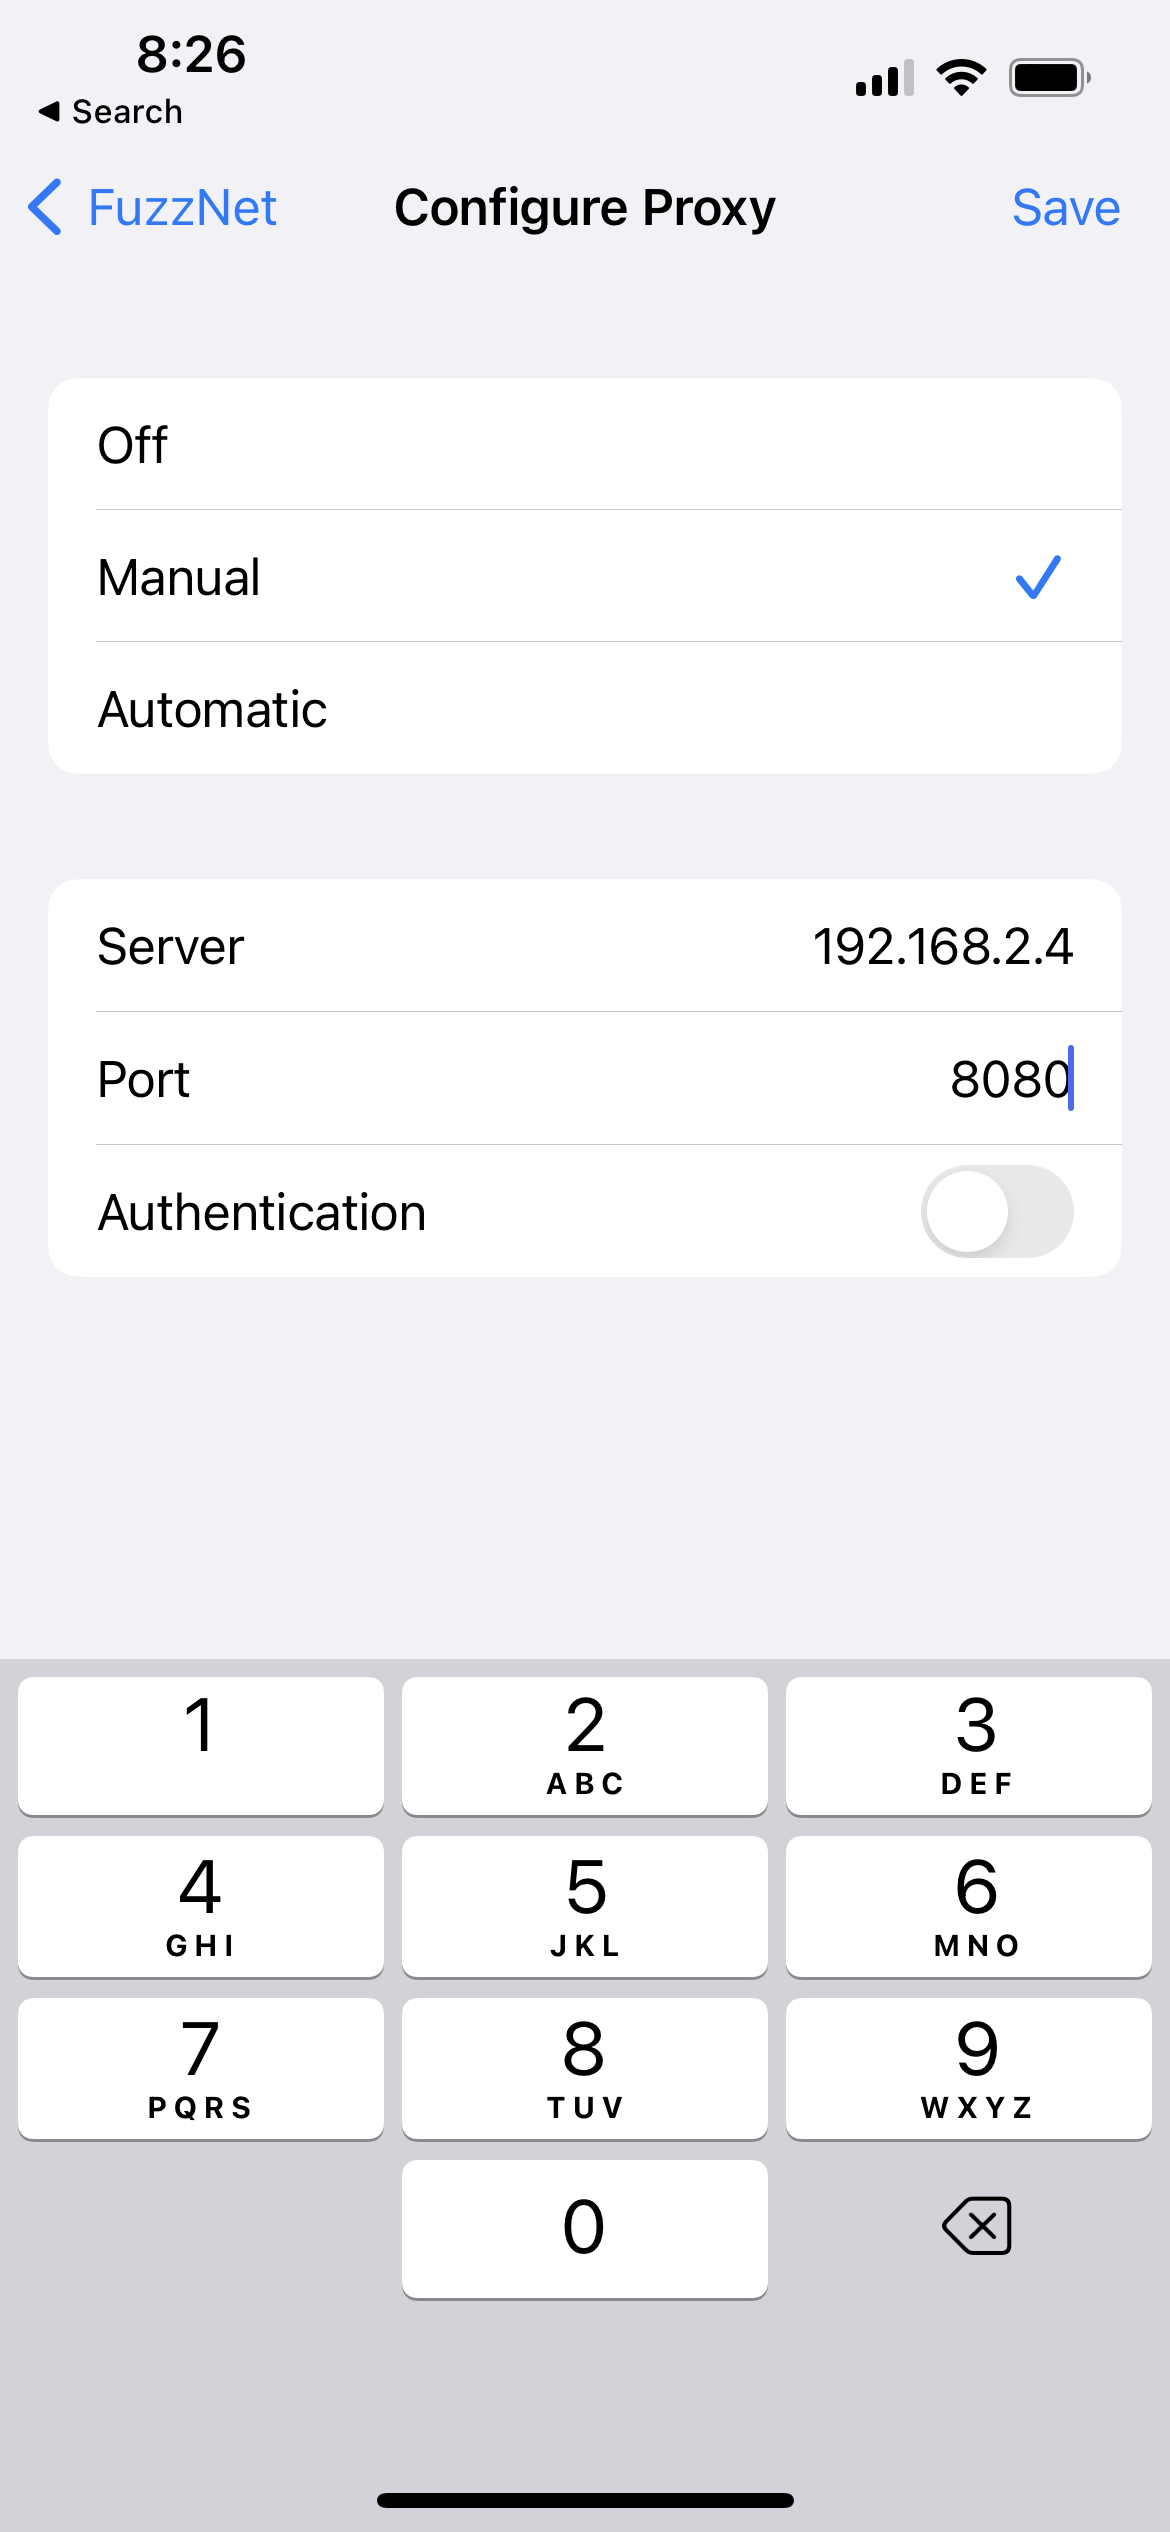 8:26
Search
FuzzNet
Configure Proxy
Save
Off
Manual
Automatic
Server 192.168.2.4
Port 8080
Authentication
1 2 3
ABC DEF
4 5 6
GHI JKL MNO
7 8 9
PQRS TUV WXYZ
0